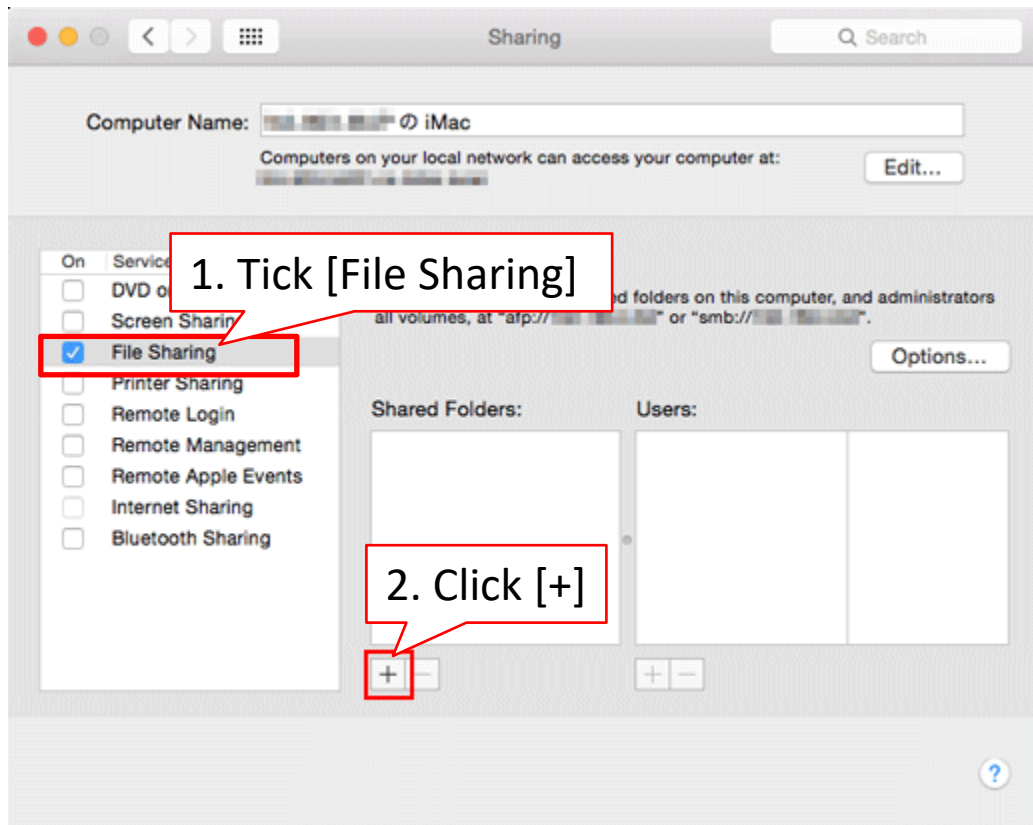 Sharing
Search
Computer Name:
の iMac
Computers on your local network can access your computer at:
Edit...
On Service
1. Tick [File Sharing]
DVD o
folders on this computer, and administrators
Screen Sharin
all volumes, at "afp:// " or "smb:// ".
File Sharing
Options...
Printer Sharing
Remote Login
Shared Folders:
Users:
Remote Management
Remote Apple Events
Internet Sharing
Bluetooth Sharing
2. Click [+]
+ −
+ −
?